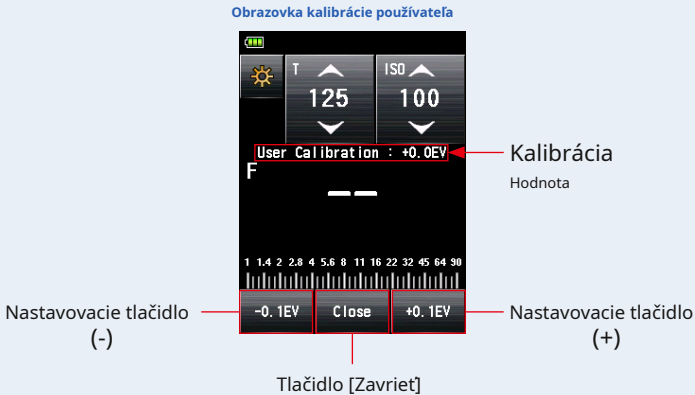 Obrazovka kalibrácie používateľa
T
ISO
125
100
User Calibration : +0.0EV
Kalibrácia
Hodnota
F
1 1.4 2 2.8 4 5.6 8 11 16 22 32 45 64 90
-0.1EV
Close
+0.1EV
Nastavovacie tlačidlo
(-)
Nastavovacie tlačidlo
(+)
Tlačidlo [Zavrieť]